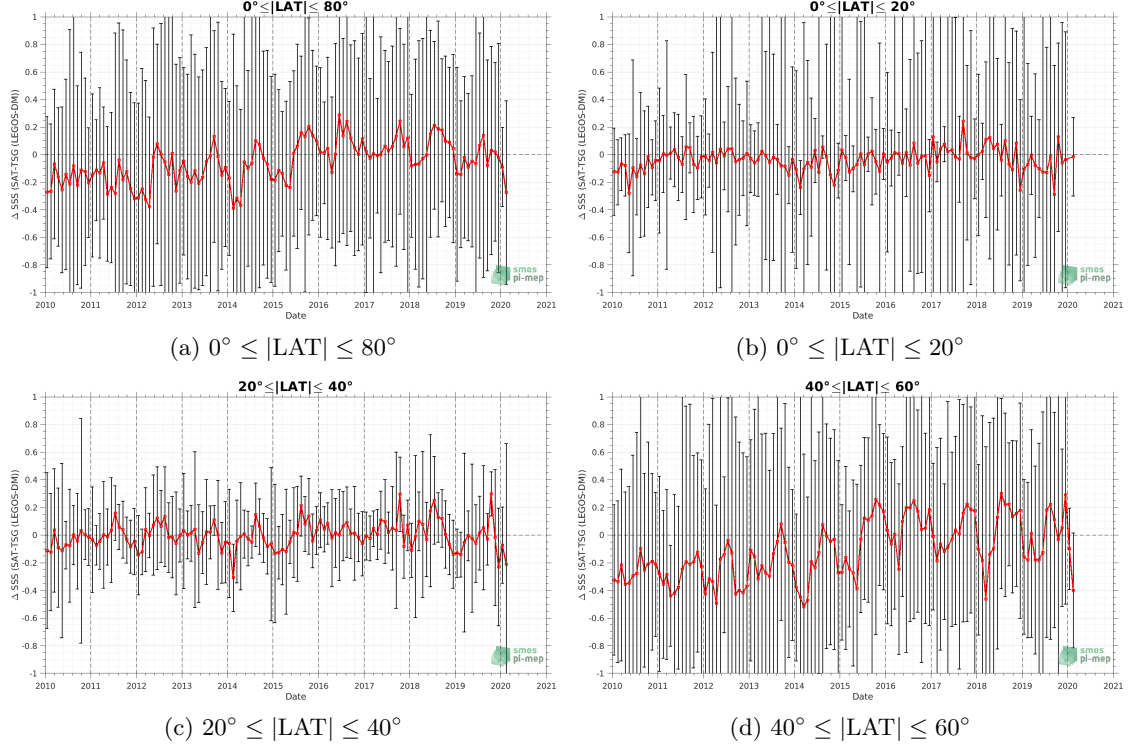 0°≤|LAT|≤ 80°
Δ SSS (SAT-TSG (LEGOS-DM))
1
0.8
0.6
0.4
0.2
0
-0.2
-0.4
-0.6
-0.8
-1
2010 2011 2012 2013 2014 2015 2016 2017 2018 2019 2020 2021
Date
smos
pi-mep
(a) 0° ≤ |LAT| ≤ 80°
0°≤|LAT|≤ 20°
Δ SSS (SAT-TSG (LEGOS-DM))
1
0.8
0.6
0.4
0.2
0
-0.2
-0.4
-0.6
-0.8
-1
2010 2011 2012 2013 2014 2015 2016 2017 2018 2019 2020 2021
Date
smos
pi-mep
(b) 0° ≤ |LAT| ≤ 20°
20°≤|LAT|≤ 40°
Δ SSS (SAT-TSG (LEGOS-DM))
1
0.8
0.6
0.4
0.2
0
-0.2
-0.4
-0.6
-0.8
-1
2010 2011 2012 2013 2014 2015 2016 2017 2018 2019 2020 2021
Date
smos
pi-mep
(c) 20° ≤ |LAT| ≤ 40°
40°≤|LAT|≤ 60°
Δ SSS (SAT-TSG (LEGOS-DM))
1
0.8
0.6
0.4
0.2
0
-0.2
-0.4
-0.6
-0.8
-1
2010 2011 2012 2013 2014 2015 2016 2017 2018 2019 2020 2021
Date
smos
pi-mep
(d) 40° ≤ |LAT| ≤ 60°